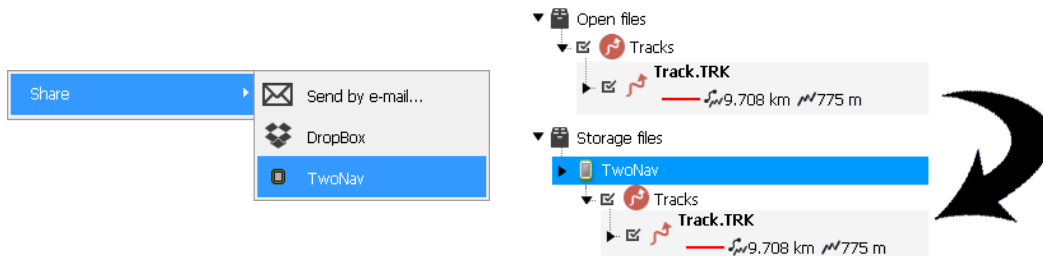 Share
Send by e-mail...
DropBox
TwoNav
Open files
Tracks
Track.TRK
9.708 km 775 m
Storage files
TwoNav
Tracks
Track.TRK
9.708 km 775 m